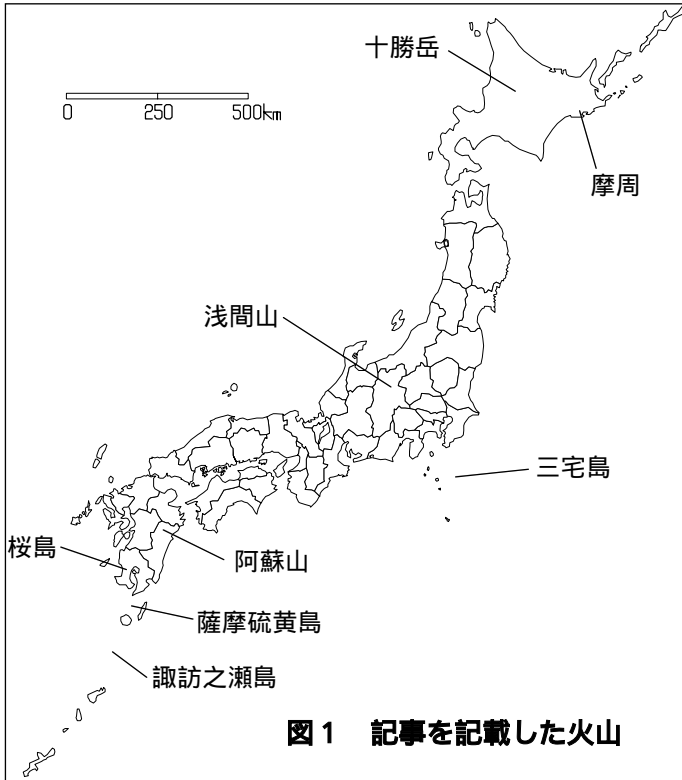 十勝岳
0 250 500km
摩周
浅間山
三宅島
桜島
阿蘇山
薩摩硫黄島
諏訪之瀬島
図1 記事を記載した火山